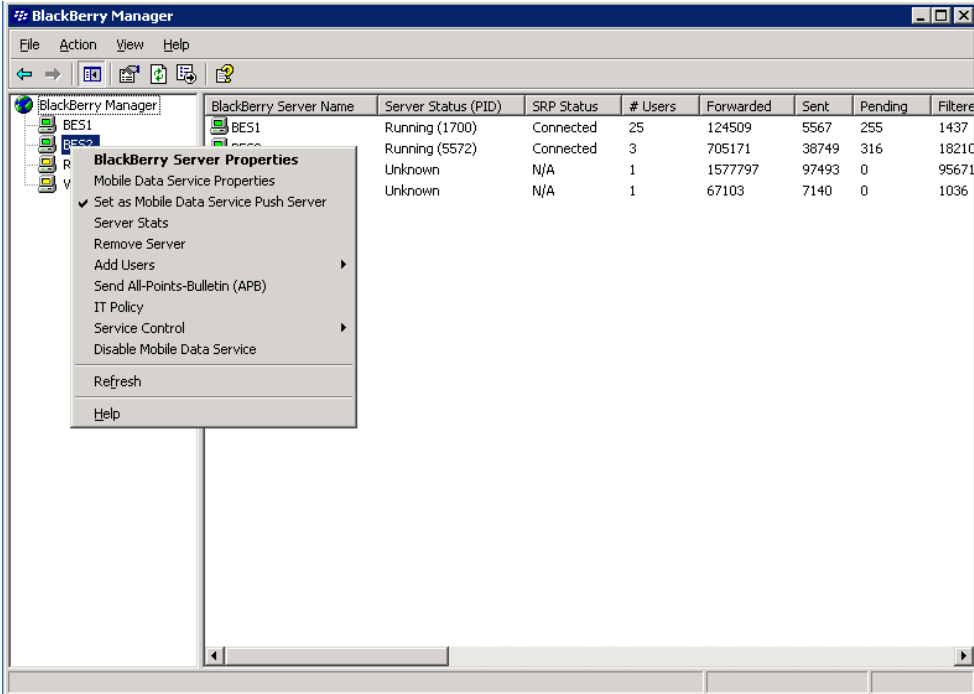 BlackBerry Manager
File Action View Help
BlackBerry Manager
BES1
BES2
R
V
BlackBerry Server Name Server Status (PID) SRP Status # Users Forwarded Sent Pending Filtere
BES1 Running (1700) Connected 25 124509 5567 255 1437
Running (5572) Connected 3 705171 38749 316 18210
Unknown N/A 1 1577797 97493 0 95671
Unknown N/A 1 67103 7140 0 1036
BlackBerry Server Properties
Mobile Data Service Properties
Set as Mobile Data Service Push Server
Server Stats
Remove Server
Add Users
Send All-Points-Bulletin (APB)
IT Policy
Service Control
Disable Mobile Data Service
Refresh
Help